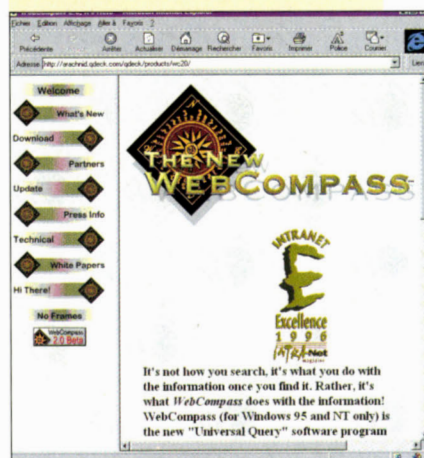 Fichier Edition Affichage Aller à Favoris ?
Précédente Arrêter Actualiser Démarrage Rechercher Favoris Imprimer Police Courrier
Adresse http://arachnid.qdeck.com/qdeck/products/wc20/
Welcome
What's New
Download
Partners
Update
Press Info
Technical
White Papers
Hi There!
No Frames
WebCompass
2.0 Beta
THE NEW
WEBCOMPASS
INTRANET
E
Excellence
1996
INTRA-Net
magazine
It's not how you search, it's what you do with
the information once you find it. Rather, it's
what WebCompass does with the information!
WebCompass (for Windows 95 and NT only) is
the new "Universal Query" software program